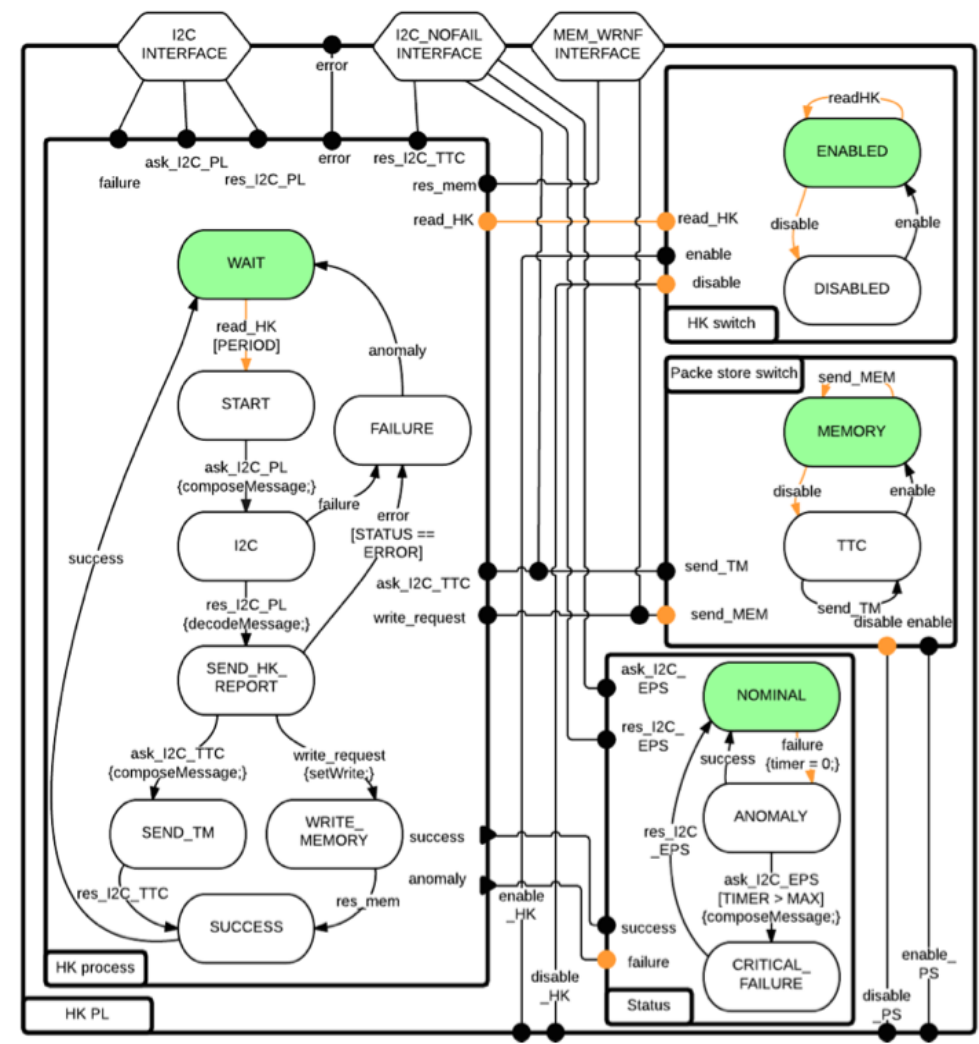 I2C
INTERFACE
I2C_NOFAIL
INTERFACE
MEM_WRNF
INTERFACE
error
failure
ask_I2C_PL
res_I2C_PL
error
res_I2C_TTC
res_mem
read_HK
WAIT
read_HK
[PERIOD]
START
anomaly
FAILURE
ask_I2C_PL
{composeMessage;}
failure
I2C
error
[STATUS ==
ERROR]
success
res_I2C_PL
{decodeMessage;}
SEND_HK_
REPORT
ask_I2C_TTC
write_request
ask_I2C_TTC
{composeMessage;}
write_request
{setWrite;}
SEND_TM
WRITE_
MEMORY
success
anomaly
res_I2C_TTC
res_mem
SUCCESS
HK process
HK PL
readHK
ENABLED
read_HK
enable
disable
disable
enable
DISABLED
HK switch
Packe store switch
send_MEM
MEMORY
disable
enable
TTC
send_TM
send_TM
send_MEM
disable
enable
ask_I2C_
EPS
res_I2C_
EPS
NOMINAL
success
failure
{timer = 0;}
ANOMALY
res_I2C
_EPS
ask_I2C_EPS
[TIMER > MAX]
{composeMessage;}
success
failure
CRITICAL_
FAILURE
Status
enable
_HK
disable
_HK
disable
_PS
enable_
PS